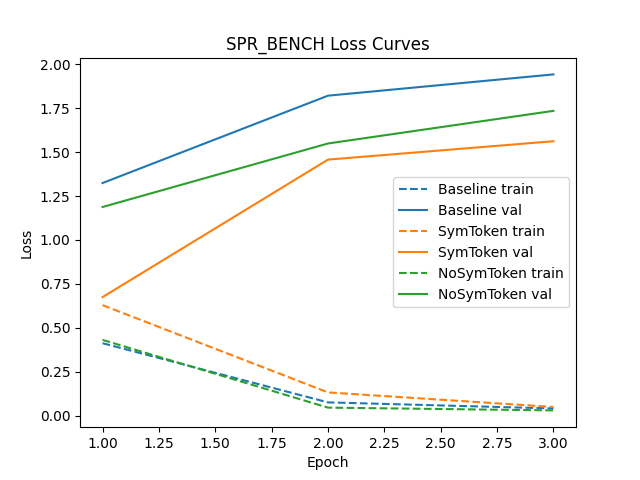 SPR_BENCH Loss Curves
Loss
2.00
1.75
1.50
1.25
1.00
0.75
0.50
0.25
0.00
Baseline train
Baseline val
SymToken train
SymToken val
NoSymToken train
NoSymToken val
1.00 1.25 1.50 1.75 2.00 2.25 2.50 2.75 3.00
Epoch